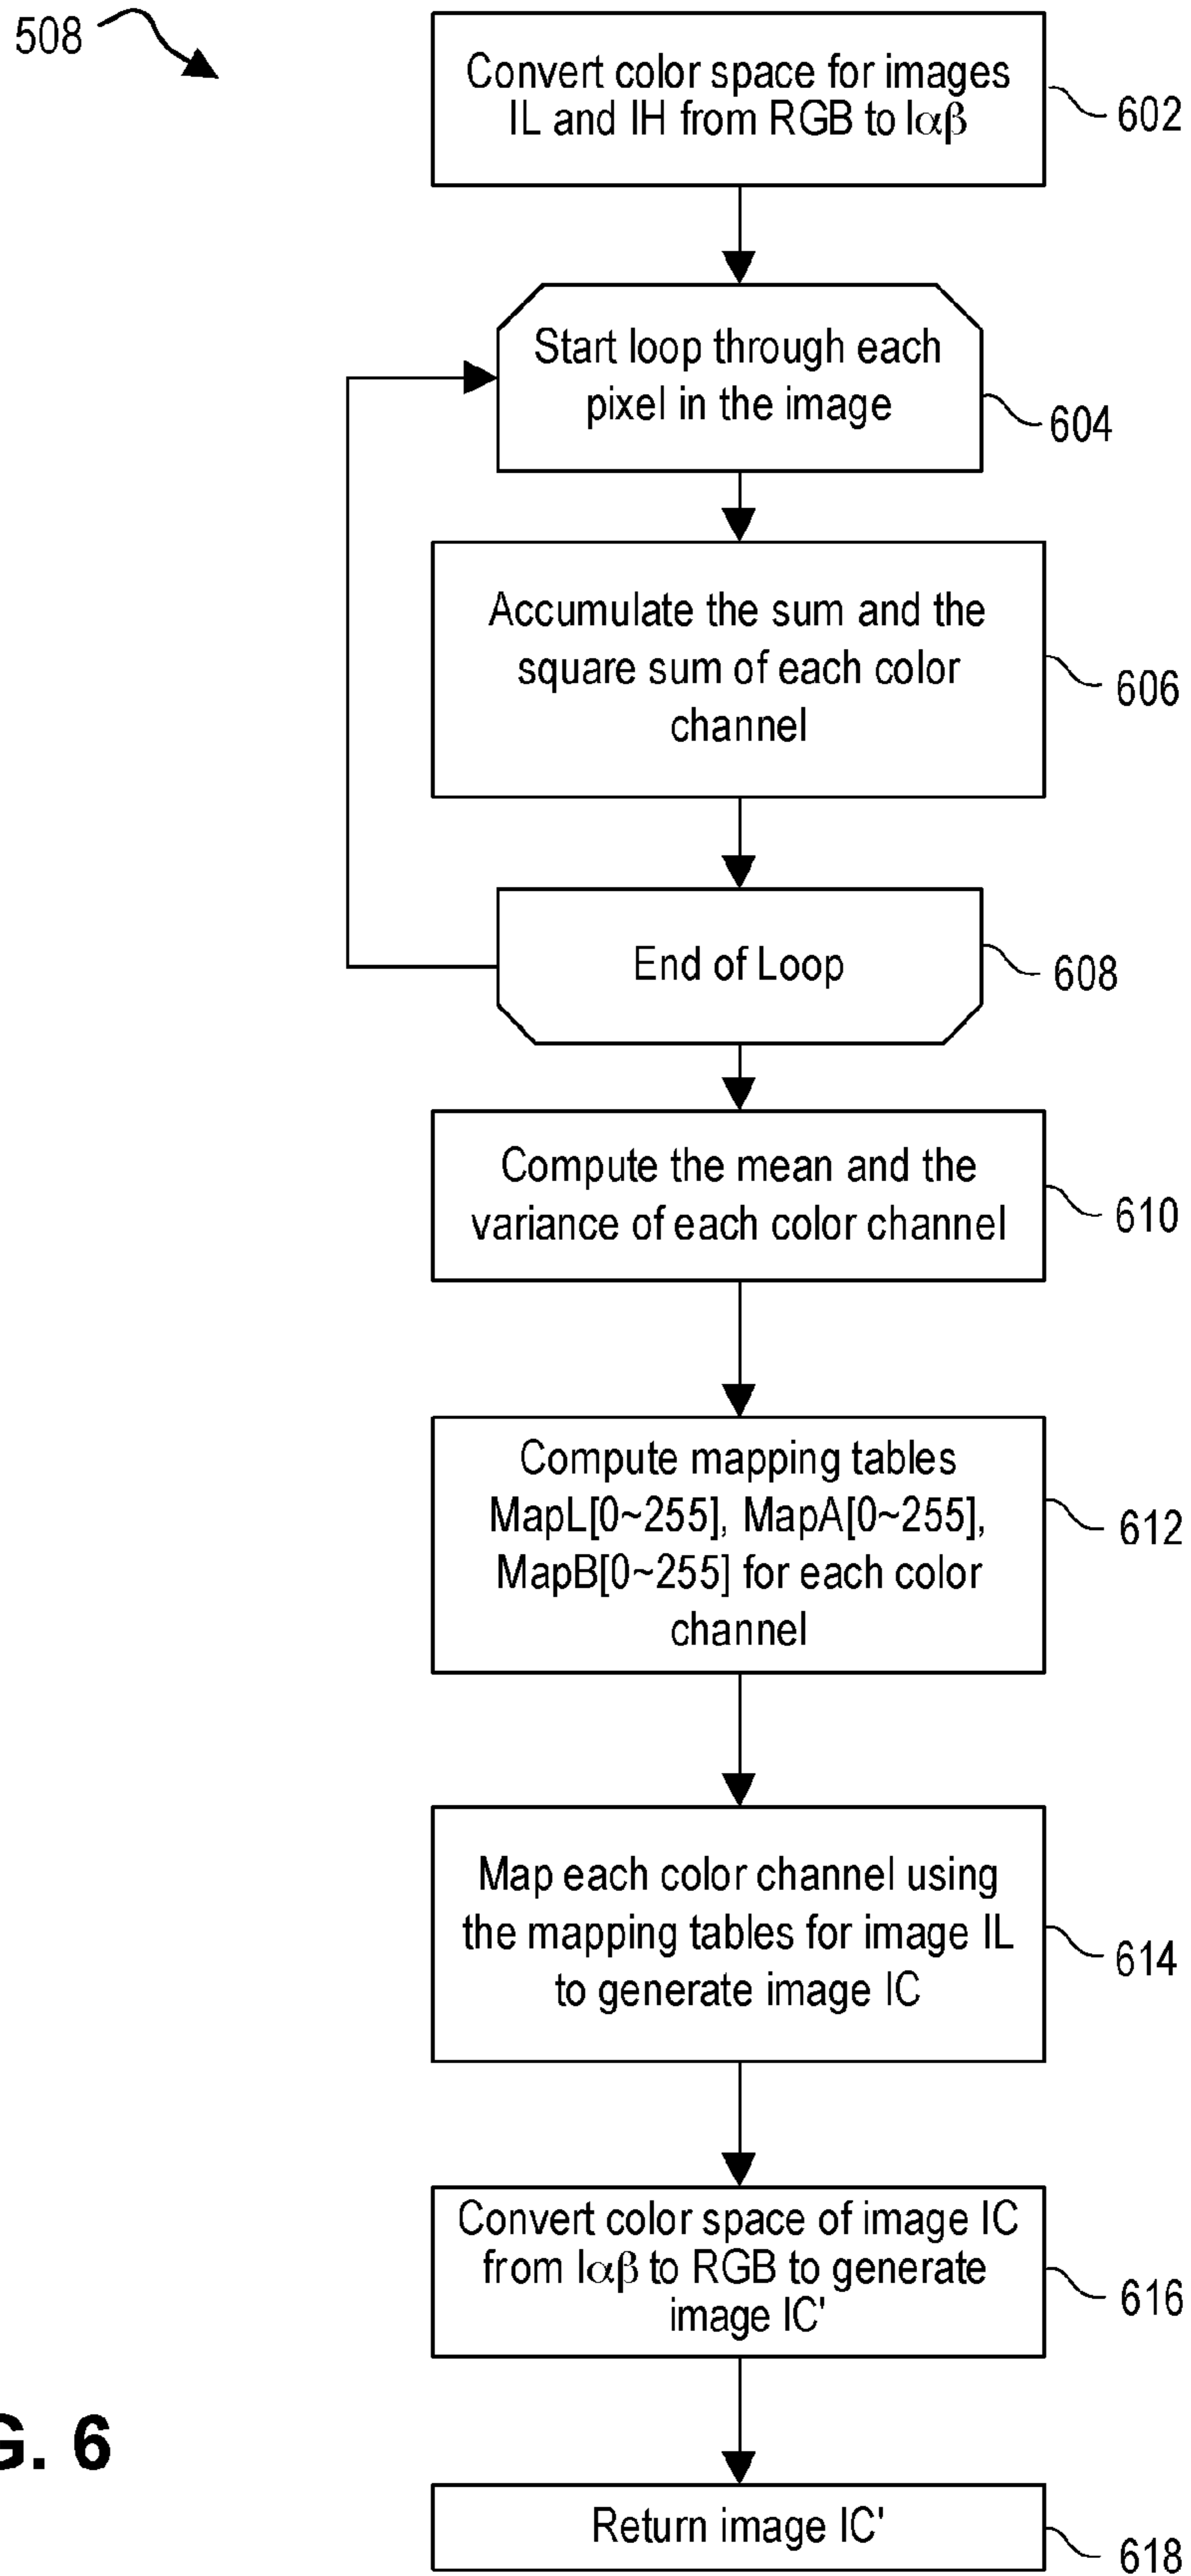 508
Convert color space for images
IL and IH from RGB to lαβ
602
Start loop through each
pixel in the image
604
Accumulate the sum and the
square sum of each color
channel
606
End of Loop
608
Compute the mean and the
variance of each color channel
610
Compute mapping tables
MapL[0~255], MapA[0~255],
MapB[0~255] for each color
channel
612
Map each color channel using
the mapping tables for image IL
to generate image IC
614
Convert color space of image IC
from lαβ to RGB to generate
image IC'
616
G. 6
Return image IC'
618